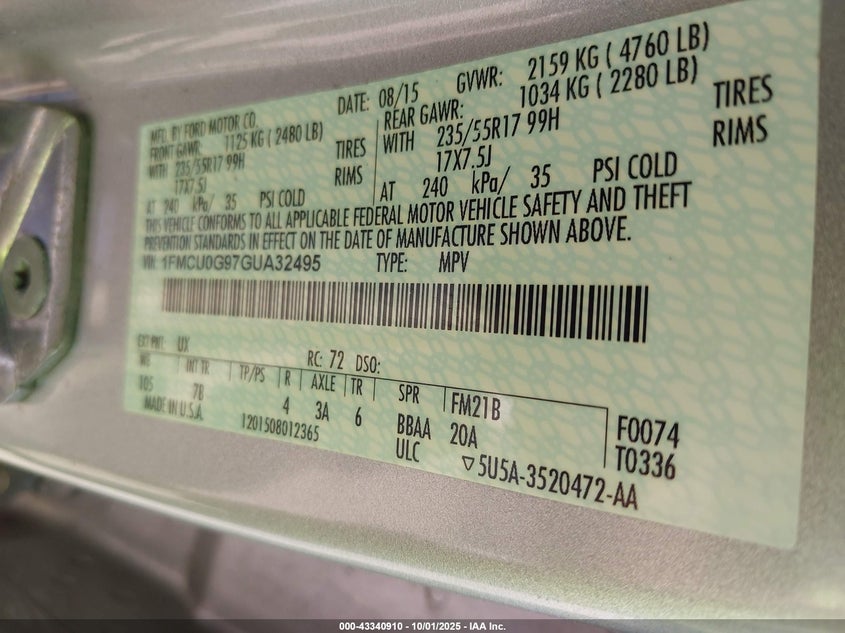 MFD. BY FORD MOTOR CO.
DATE: 08/15 GVWR: 2159 KG ( 4760 LB)
FRONT GAWR: 1125 KG ( 2480 LB)
REAR GAWR: 1034 KG ( 2280 LB)
WITH 235/55R17 99H TIRES
17X7.5J RIMS
AT 240 kPa/ 35 PSI COLD
WITH 235/55R17 99H TIRES
17X7.5J RIMS
AT 240 kPa/ 35 PSI COLD
THIS VEHICLE CONFORMS TO ALL APPLICABLE FEDERAL MOTOR VEHICLE SAFETY AND THEFT
PREVENTION STANDARDS IN EFFECT ON THE DATE OF MANUFACTURE SHOWN ABOVE.
VIN: 1FMCU0G97GUA32495 TYPE: MPV
EXT PNT: UX RC: 72 DSO:
WB INT TR TP/PS R AXLE TR SPR FM21B
105 7B 4 3A 6 BBAA 20A F0074
MADE IN U.S.A. 1201508012365 ULC T0336
▽5U5A-3520472-AA
000-43340910 - 10/01/2025 - IAA Inc.